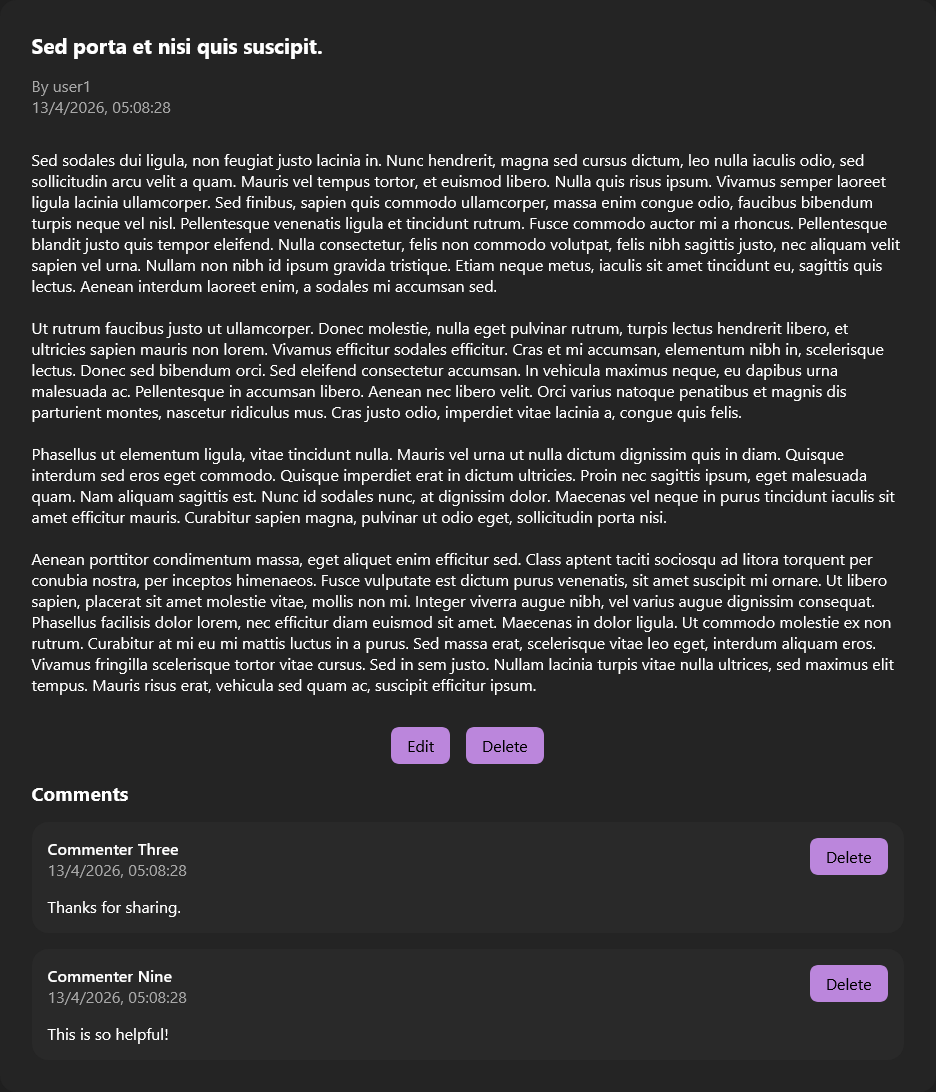 Sed porta et nisi quis suscipit.
By user1
13/4/2026, 05:08:28
Sed sodales dui ligula, non feugiat justo lacinia in. Nunc hendrerit, magna sed cursus dictum, leo nulla iaculis odio, sed
sollicitudin arcu velit a quam. Mauris vel tempus tortor, et euismod libero. Nulla quis risus ipsum. Vivamus semper laoreet
ligula lacinia ullamcorper. Sed finibus, sapien quis commodo ullamcorper, massa enim congue odio, faucibus bibendum
turpis neque vel nisl. Pellentesque venenatis ligula et tincidunt rutrum. Fusce commodo auctor mi a rhoncus. Pellentesque
blandit justo quis tempor eleifend. Nulla consectetur, felis non commodo volutpat, felis nibh sagittis justo, nec aliquam velit
sapien vel urna. Nullam non nibh id ipsum gravida tristique. Etiam neque metus, iaculis sit amet tincidunt eu, sagittis quis
lectus. Aenean interdum laoreet enim, a sodales mi accumsan sed.
Ut rutrum faucibus justo ut ullamcorper. Donec molestie, nulla eget pulvinar rutrum, turpis lectus hendrerit libero, et
ultricies sapien mauris non lorem. Vivamus efficitur sodales efficitur. Cras et mi accumsan, elementum nibh in, scelerisque
lectus. Donec sed bibendum orci. Sed eleifend consectetur accumsan. In vehicula maximus neque, eu dapibus urna
malesuada ac. Pellentesque in accumsan libero. Aenean nec libero velit. Orci varius natoque penatibus et magnis dis
parturient montes, nascetur ridiculus mus. Cras justo odio, imperdiet vitae lacinia a, congue quis felis.
Phasellus ut elementum ligula, vitae tincidunt nulla. Mauris vel urna ut nulla dictum dignissim quis in diam. Quisque
interdum sed eros eget commodo. Quisque imperdiet erat in dictum ultricies. Proin nec sagittis ipsum, eget malesuada
quam. Nam aliquam sagittis est. Nunc id sodales nunc, at dignissim dolor. Maecenas vel neque in purus tincidunt iaculis sit
amet efficitur mauris. Curabitur sapien magna, pulvinar ut odio eget, sollicitudin porta nisi.
Aenean porttitor condimentum massa, eget aliquet enim efficitur sed. Class aptent taciti sociosqu ad litora torquent per
conubia nostra, per inceptos himenaeos. Fusce vulputate est dictum purus venenatis, sit amet suscipit mi ornare. Ut libero
sapien, placerat sit amet molestie vitae, mollis non mi. Integer viverra augue nibh, vel varius augue dignissim consequat.
Phasellus facilisis dolor lorem, nec efficitur diam euismod sit amet. Maecenas in dolor ligula. Ut commodo molestie ex non
rutrum. Curabitur at mi eu mi mattis luctus in a purus. Sed massa erat, scelerisque vitae leo eget, interdum aliquam eros.
Vivamus fringilla scelerisque tortor vitae cursus. Sed in sem justo. Nullam lacinia turpis vitae nulla ultrices, sed maximus elit
tempus. Mauris risus erat, vehicula sed quam ac, suscipit efficitur ipsum.
Edit
Delete
Comments
Commenter Three
13/4/2026, 05:08:28
Delete
Thanks for sharing.
Commenter Nine
13/4/2026, 05:08:28
Delete
This is so helpful!